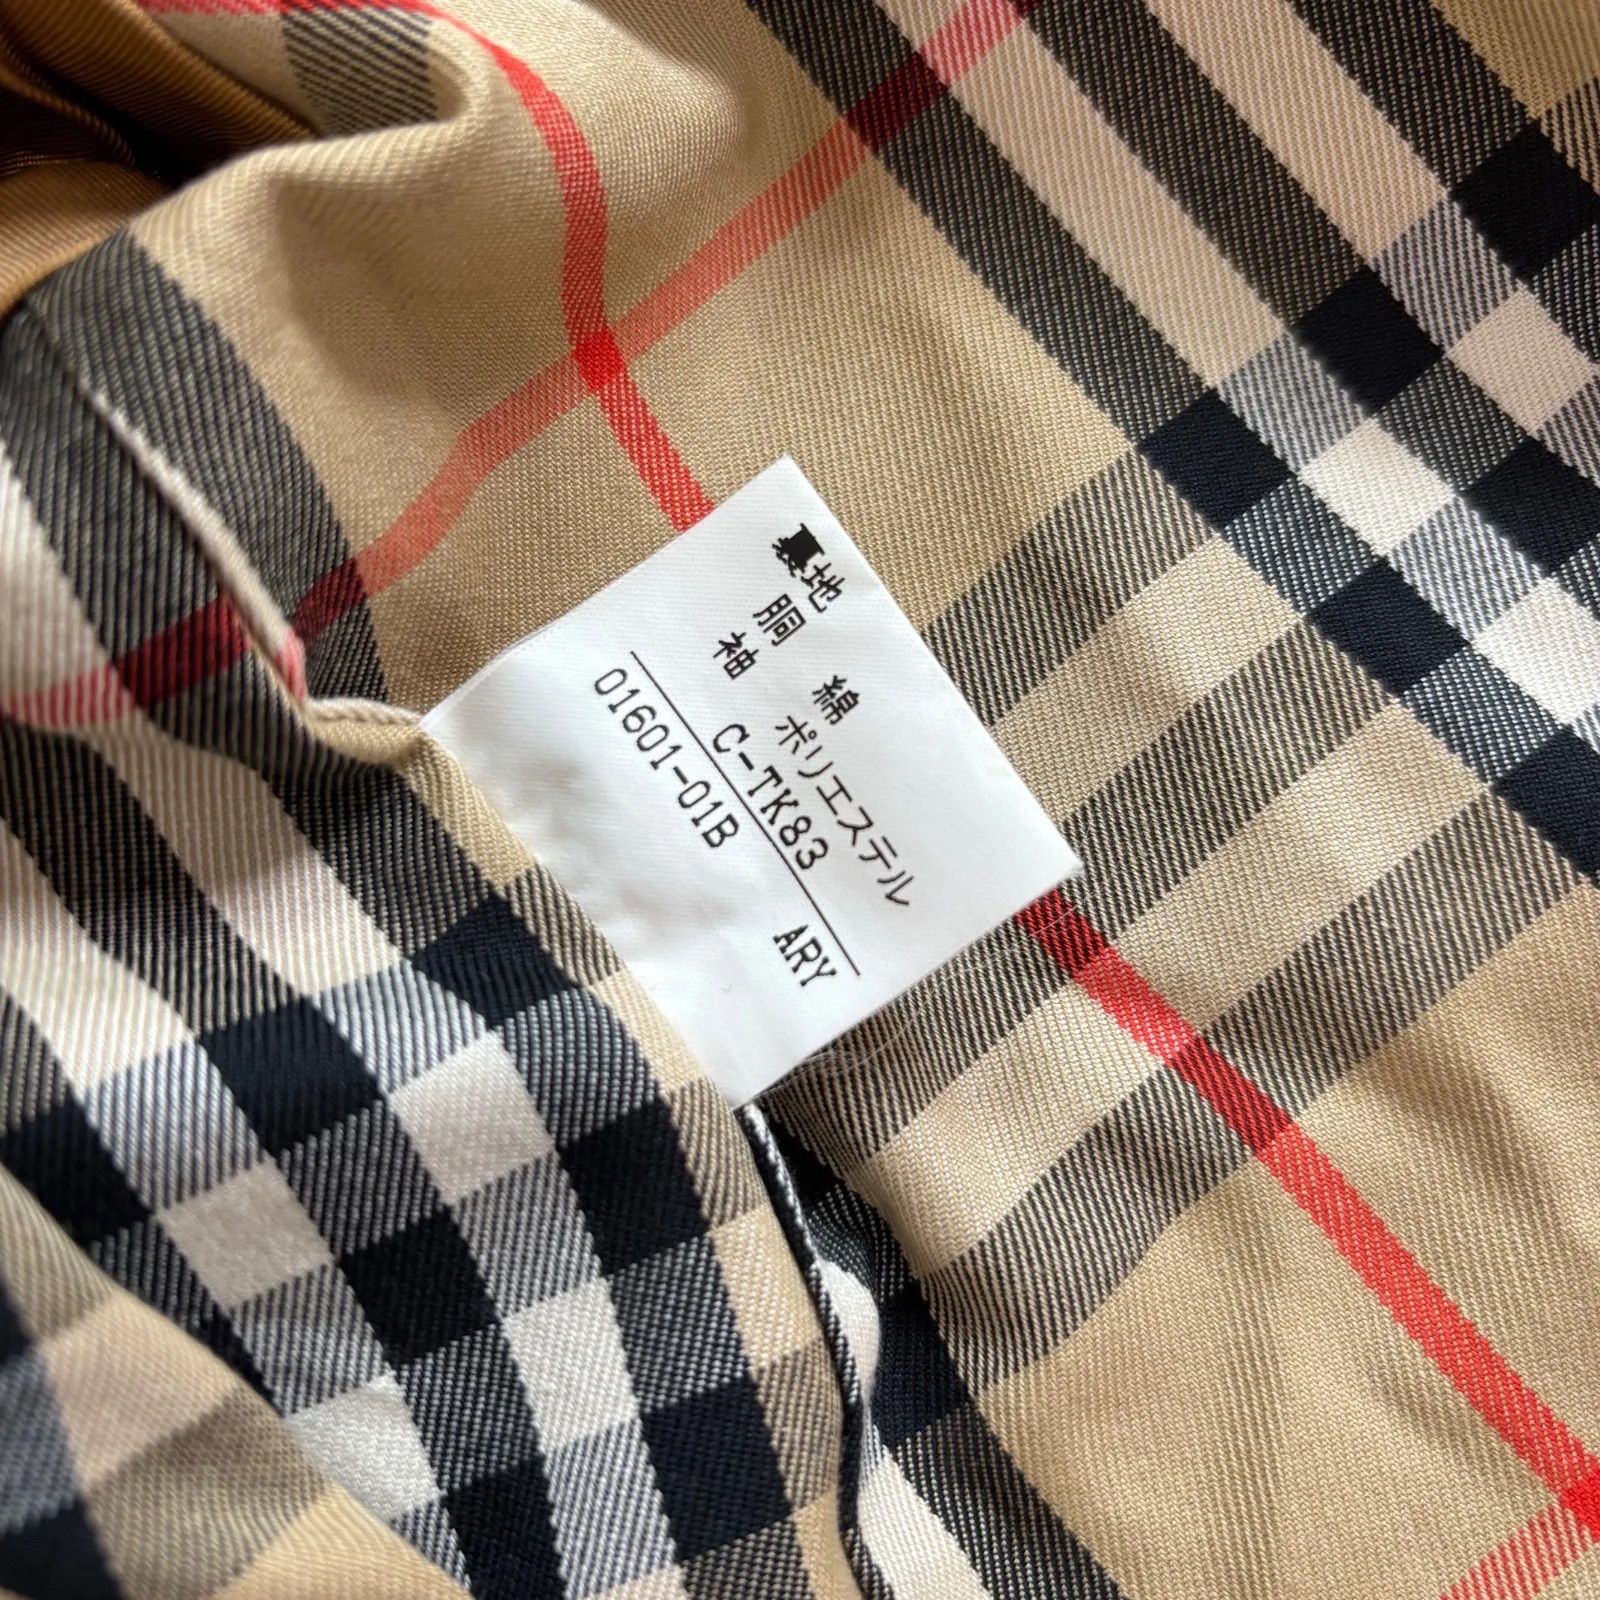 裏地
胴 綿
袖 ポリエステル
C-TK83
01601-01B ARY